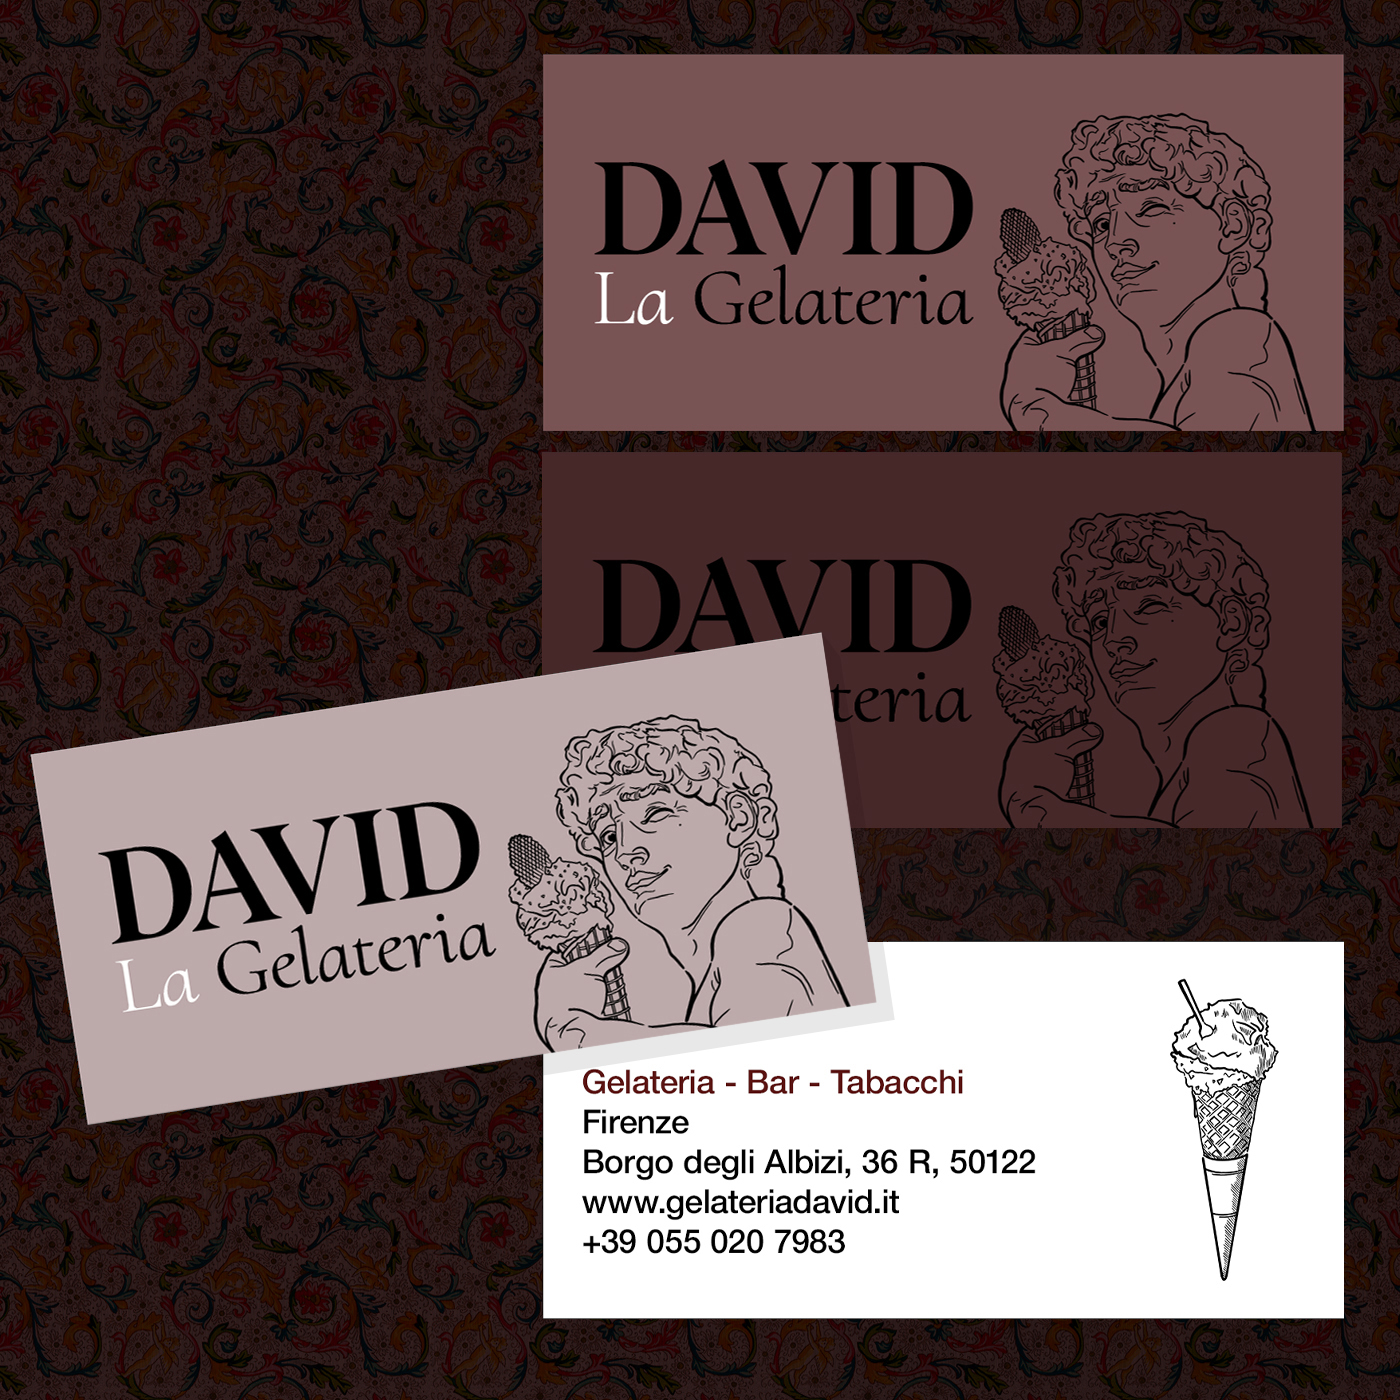 DAVID
La Gelateria
DAVID
teria
DAVID
La Gelateria
Gelateria - Bar - Tabacchi
Firenze
Borgo degli Albizi, 36 R, 50122
www.gelateriadavid.it
+39 055 020 7983